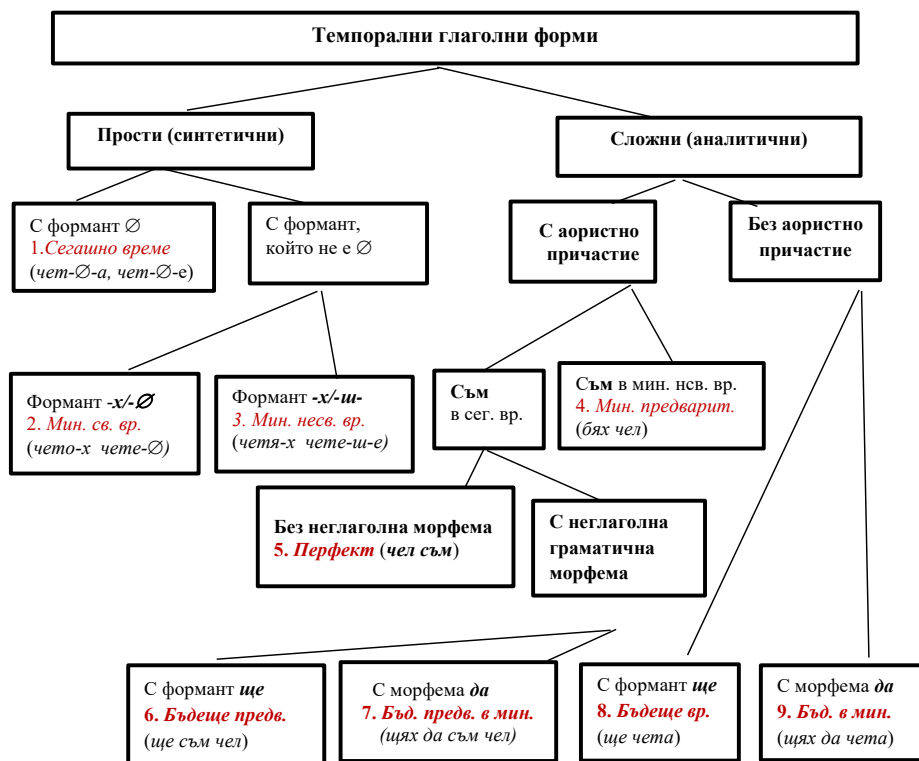 Темпорални глаголни форми
Прости (синтетични)
Сложни (аналитични)
С формант ∅
1.Сегашно време
(чет-∅-а, чет-∅-е)
С формант,
който не е ∅
С аористно
причастие
Без аористно
причастие
Формант -х/-∅
2. Мин. св. вр.
(чето-х чете-∅)
Формант -х/-ш-
3. Мин. несв. вр.
(четя-х чете-ш-е)
Съм
в сег. вр.
Съм в мин. нсв. вр.
4. Мин. предварит.
(бях чел)
Без неглаголна морфема
5. Перфект (чел съм)
С неглаголна
граматична
морфема
С формант ще
6. Бъдеще предв.
(ще съм чел)
С морфема да
7. Бъд. предв. в мин.
(щях да съм чел)
С формант ще
8. Бъдеще вр.
(ще чета)
С морфема да
9. Бъд. в мин.
(щях да чета)